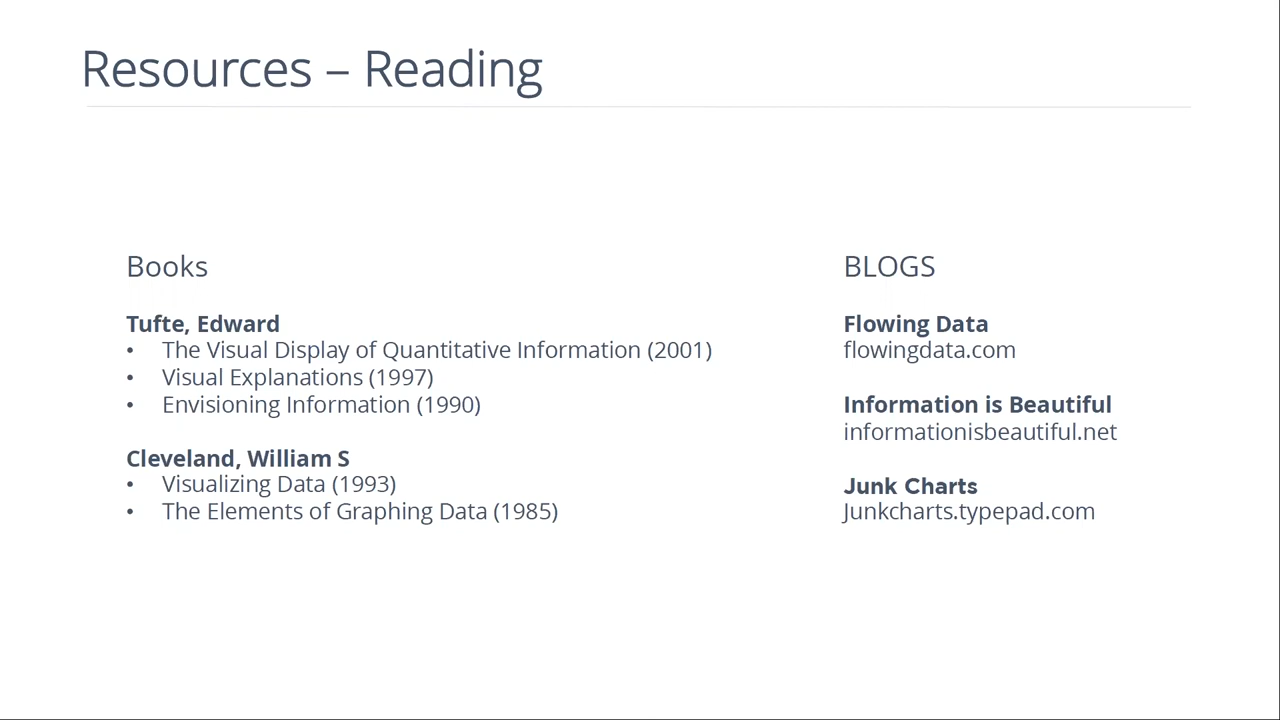 Resources – Reading
Books
Tufte, Edward
• The Visual Display of Quantitative Information (2001)
• Visual Explanations (1997)
• Envisioning Information (1990)
Cleveland, William S
• Visualizing Data (1993)
• The Elements of Graphing Data (1985)
BLOGS
Flowing Data
flowingdata.com
Information is Beautiful
informationisbeautiful.net
Junk Charts
Junkcharts.typepad.com